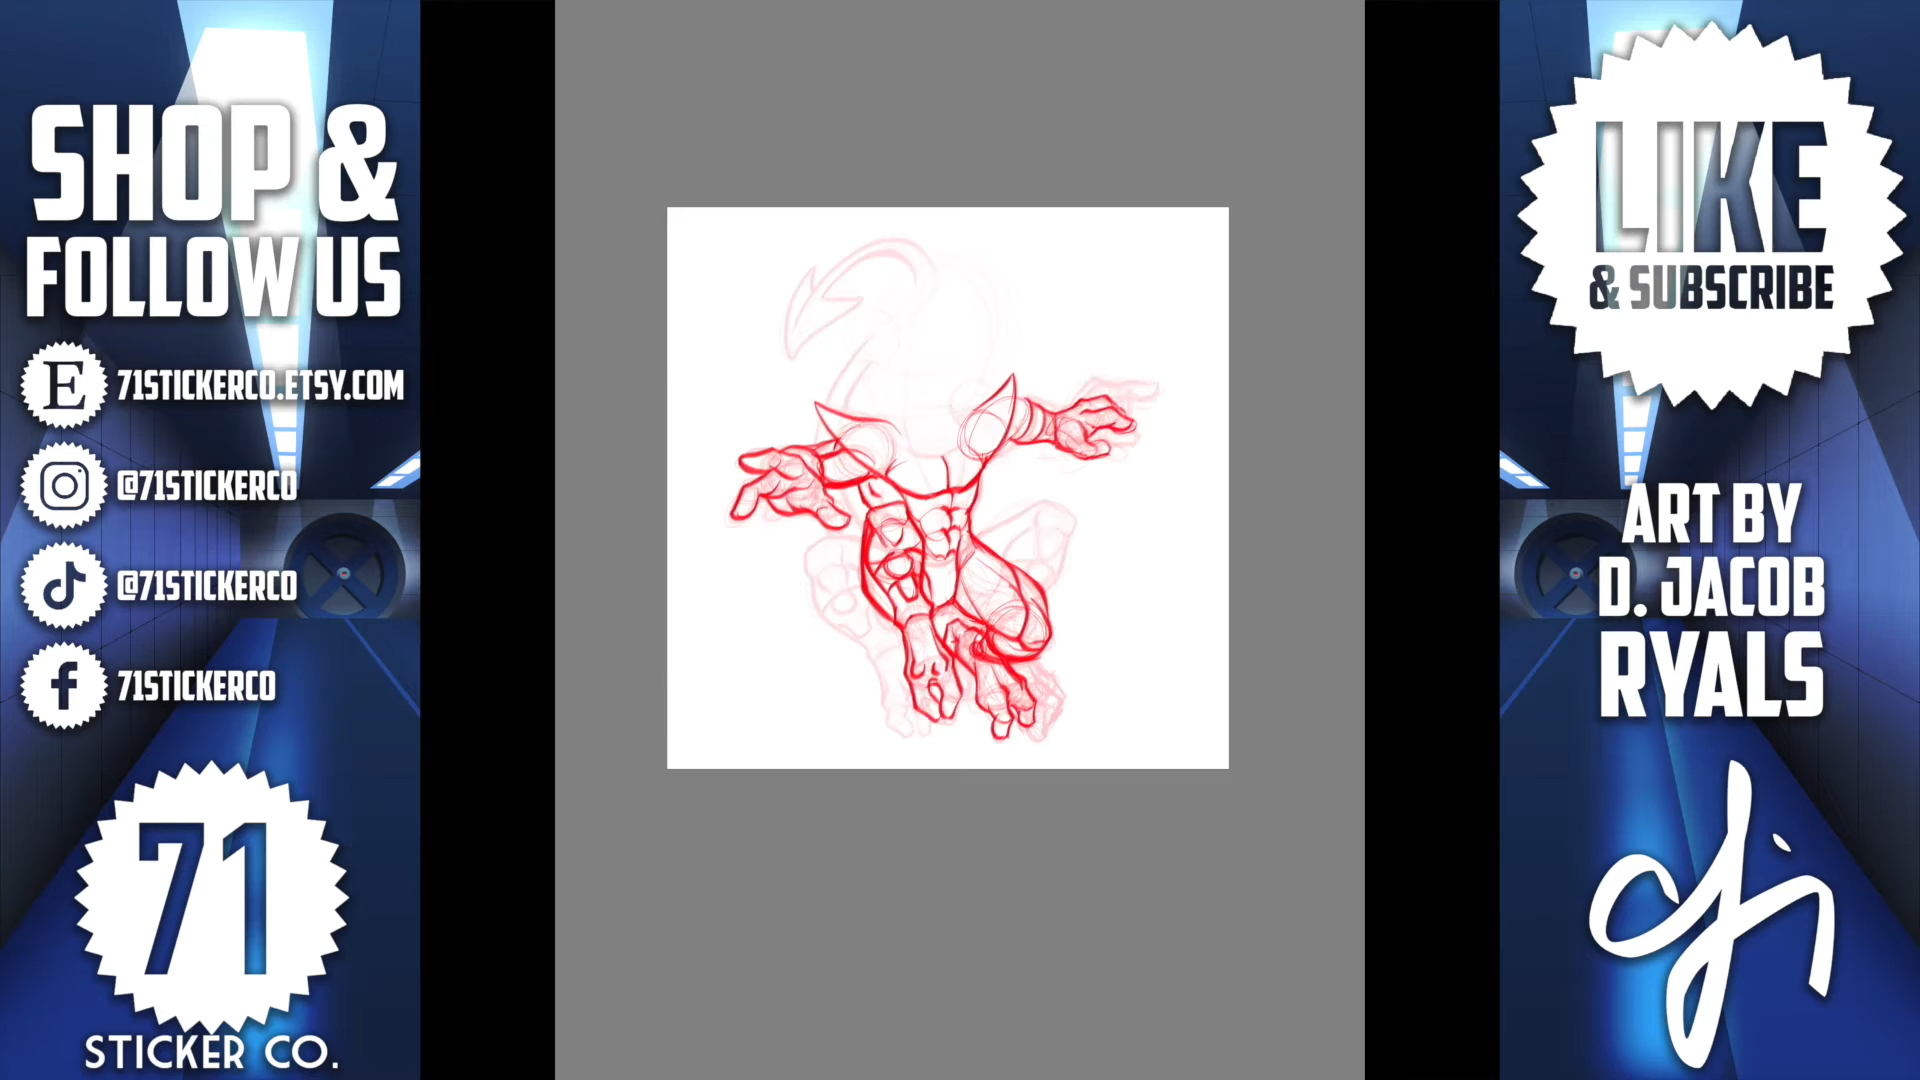 SHOP &
FOLLOW US
E 71STICKERCO.ETSY.COM
@71STICKERCO
@71STICKERCO
f 71STICKERCO
71
STICKER CO.
LIKE
& SUBSCRIBE
ART BY
D. JACOB
RYALS